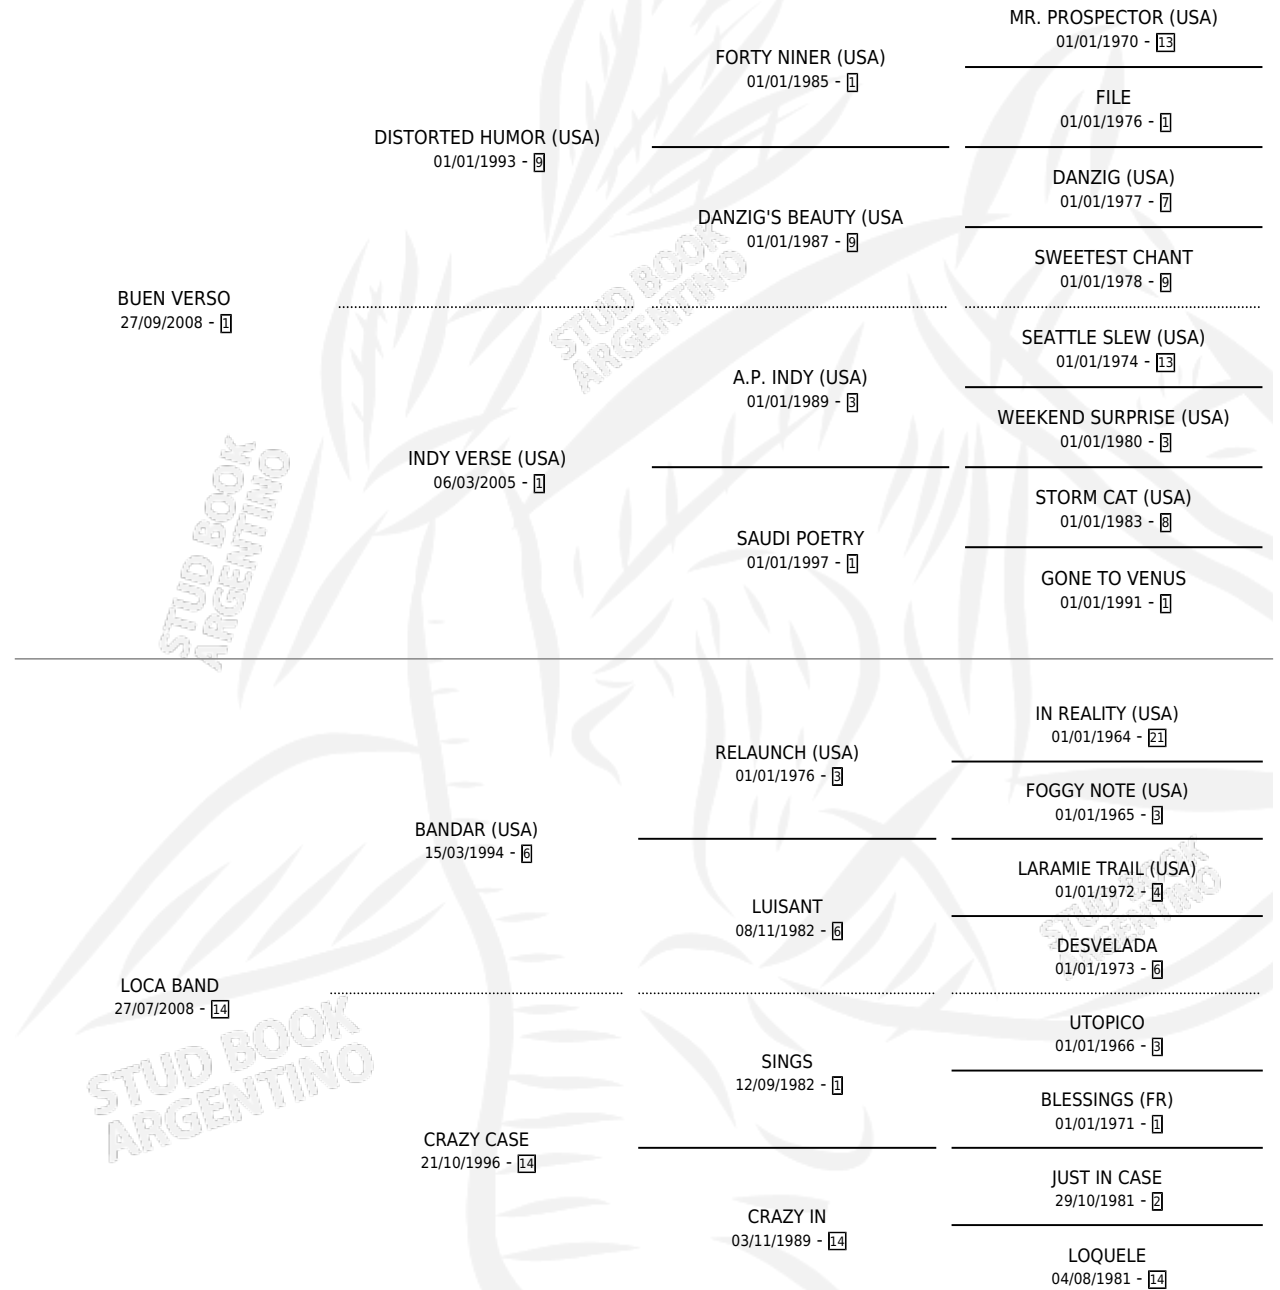 MR. PROSPECTOR (USA)
01/01/1970 - 13
FORTY NINER (USA)
01/01/1985 - 1
FILE
01/01/1976 - 1
DISTORTED HUMOR (USA)
01/01/1993 - 9
DANZIG (USA)
01/01/1977 - 7
DANZIG'S BEAUTY (USA
01/01/1987 - 9
SWEETEST CHANT
01/01/1978 - 9
BUEN VERSO
27/09/2008 - 1
STUD BOOK
ARGENTINO
SEATTLE SLEW (USA)
01/01/1974 - 13
A.P. INDY (USA)
01/01/1989 - 3
WEEKEND SURPRISE (USA)
01/01/1980 - 3
INDY VERSE (USA)
06/03/2005 - 1
STORM CAT (USA)
01/01/1983 - 8
SAUDI POETRY
01/01/1997 - 1
GONE TO VENUS
01/01/1991 - 1
STUD BOOK
ARGENTINO
IN REALITY (USA)
01/01/1964 - 21
RELAUNCH (USA)
01/01/1976 - 3
FOGGY NOTE (USA)
01/01/1965 - 3
BANDAR (USA)
15/03/1994 - 6
LARAMIE TRAIL (USA)
01/01/1972 - 4
LUISANT
08/11/1982 - 6
STUD BOOK
ARGENTINO
DESVELADA
01/01/1973 - 6
LOCA BAND
27/07/2008 - 14
UTOPICO
01/01/1966 - 3
SINGS
12/09/1982 - 1
BLESSINGS (FR)
01/01/1971 - 1
STUD BOOK
ARGENTINO
CRAZY CASE
21/10/1996 - 14
JUST IN CASE
29/10/1981 - 2
CRAZY IN
03/11/1989 - 14
LOQUELE
04/08/1981 - 14